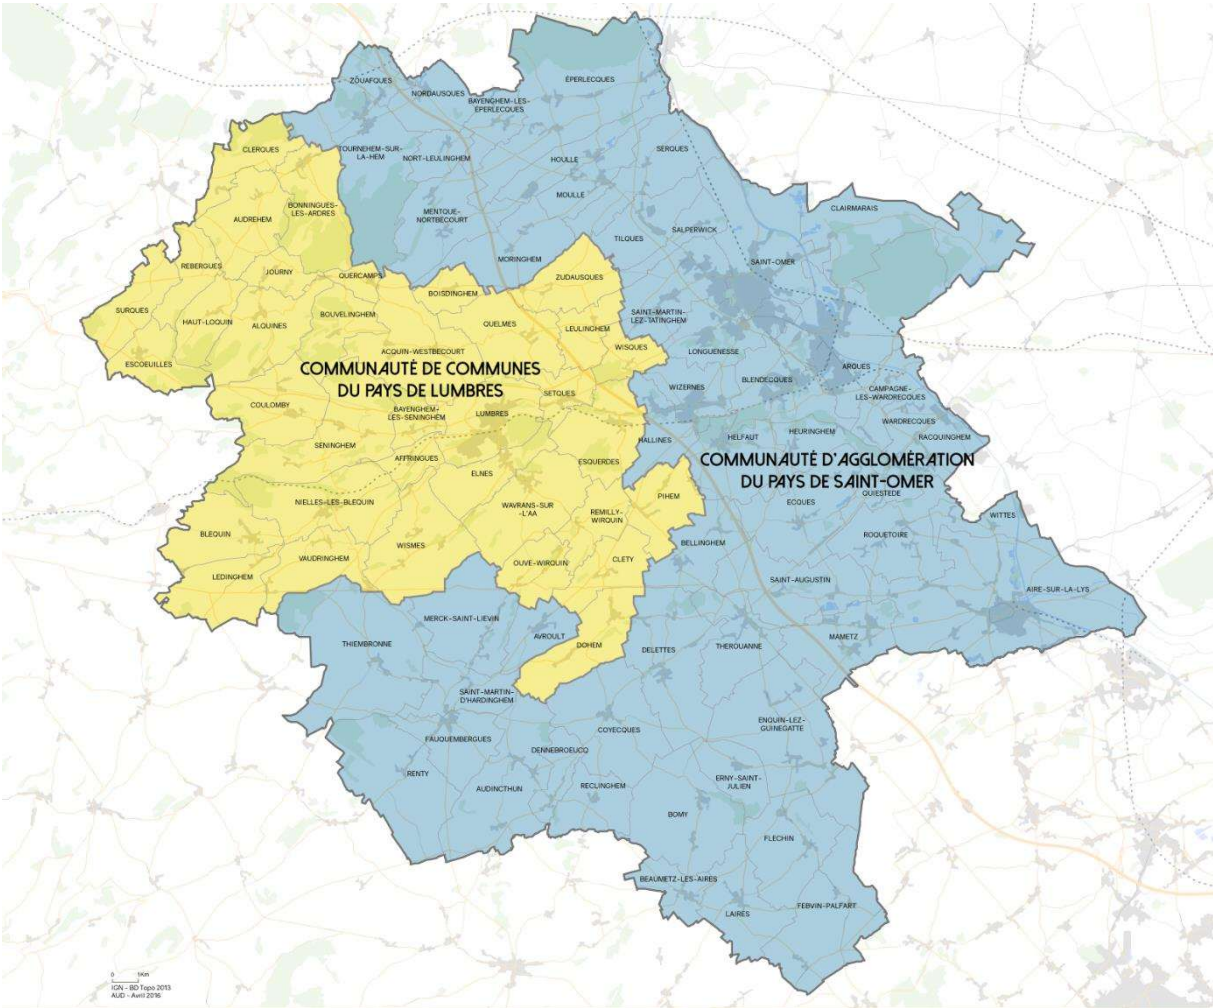 ÉPERLECQUES
ZOUAFQUES
NORDAUSQUES
BAYENGHEM-LES-
EPERLECQUES
CLERQUES
TOURNEHEM-SUR-
LA-HEM
NORT-LEULINGHEM
HOULLE
SERQUES
MOULLE
BONNINGUES-
LES-ARDRES
AUDREHEM
MENTQUE-
NORTBECOURT
CLAIRMARAIS
SALPERWICK
TILQUES
MORINGHEM
SAINT-OMER
REBERGUES
JOURNY
QUERCAMPS
ZUDAUSQUES
BOISDINGHEM
SURQUES
HAUT-LOQUIN
ALQUINES
BOUVELINGHEM
QUELMES
LEULINGHEM
SAINT-MARTIN-
LEZ-TATINGHEM
WISQUES
ACQUIN-WESTBECOURT
LONGUENESSE
ESCOEUILLES
ARQUES
COMMUNAUTÉ DE COMMUNES
DU PAYS DE LUMBRES
BLENDECQUES
WIZERNES
CAMPAGNE-
LES-WARDRECQUES
SETQUES
COULOMBY
BAYENGHEM-
LES-SENINGHEM
LUMBRES
WARDRECQUES
HEURINGHEM
HELFAUT
RACQUINGHEM
HALLINES
SENINGHEM
AFFRINGUES
ESQUERDES
COMMUNAUTÉ D'AGGLOMÉRATION
DU PAYS DE SAINT-OMER
ELNES
QUIESTEDE
PIHEM
NIELLES-LES-BLEQUIN
WAVRANS-SUR
-L'AA
REMILLY-
WIRQUIN
ECQUES
WITTES
BLEQUIN
WISMES
BELLINGHEM
ROQUETOIRE
VAUDRINGHEM
OUVE-WIRQUIN
CLETY
LEDINGHEM
SAINT-AUGUSTIN
AIRE-SUR-LA-LYS
MERCK-SAINT-LIEVIN
AVROULT
MAMETZ
THIEMBRONNE
DOHEM
DELETTES
THEROUANNE
SAINT-MARTIN-
D'HARDINGHEM
ENQUIN-LEZ-
GUINEGATTE
COYECQUES
FAUQUEMBERGUES
DENNEBROEUCQ
RENTY
AUDINCTHUN
RECLINGHEM
ERNY-SAINT-
JULIEN
BOMY
FLECHIN
BEAUMETZ-LES-AIRES
LAIRES
FEBVIN-PALFART
0 1Km
IGN - BD Topo 2013
AUD - Avril 2016